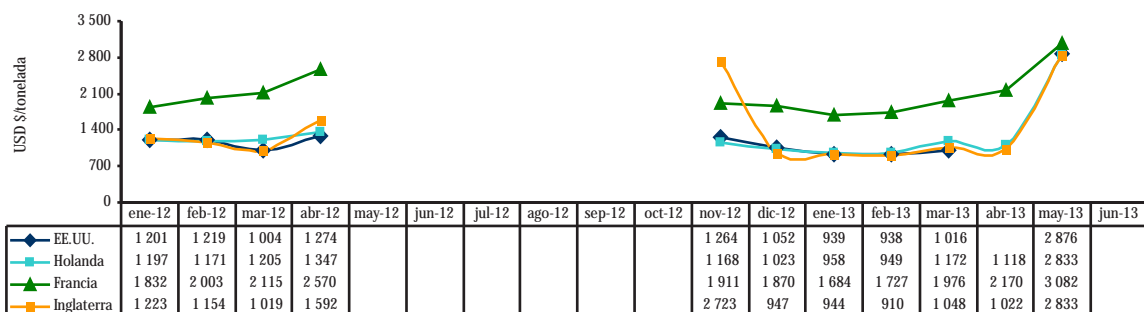 USD $/tonelada
3 500
2 800
2 100
1 400
700
0
ene-12 feb-12 mar-12 abr-12 may-12 jun-12 jul-12 ago-12 sep-12 oct-12 nov-12 dic-12 ene-13 feb-13 mar-13 abr-13 may-13 jun-13
EE.UU. 1 201 1 219 1 004 1 274 1 264 1 052 939 938 1 016 2 876
Holanda 1 197 1 171 1 205 1 347 1 168 1 023 958 949 1 172 1 118 2 833
Francia 1 832 2 003 2 115 2 570 1 911 1 870 1 684 1 727 1 976 2 170 3 082
Inglaterra 1 223 1 154 1 019 1 592 2 723 947 944 910 1 048 1 022 2 833